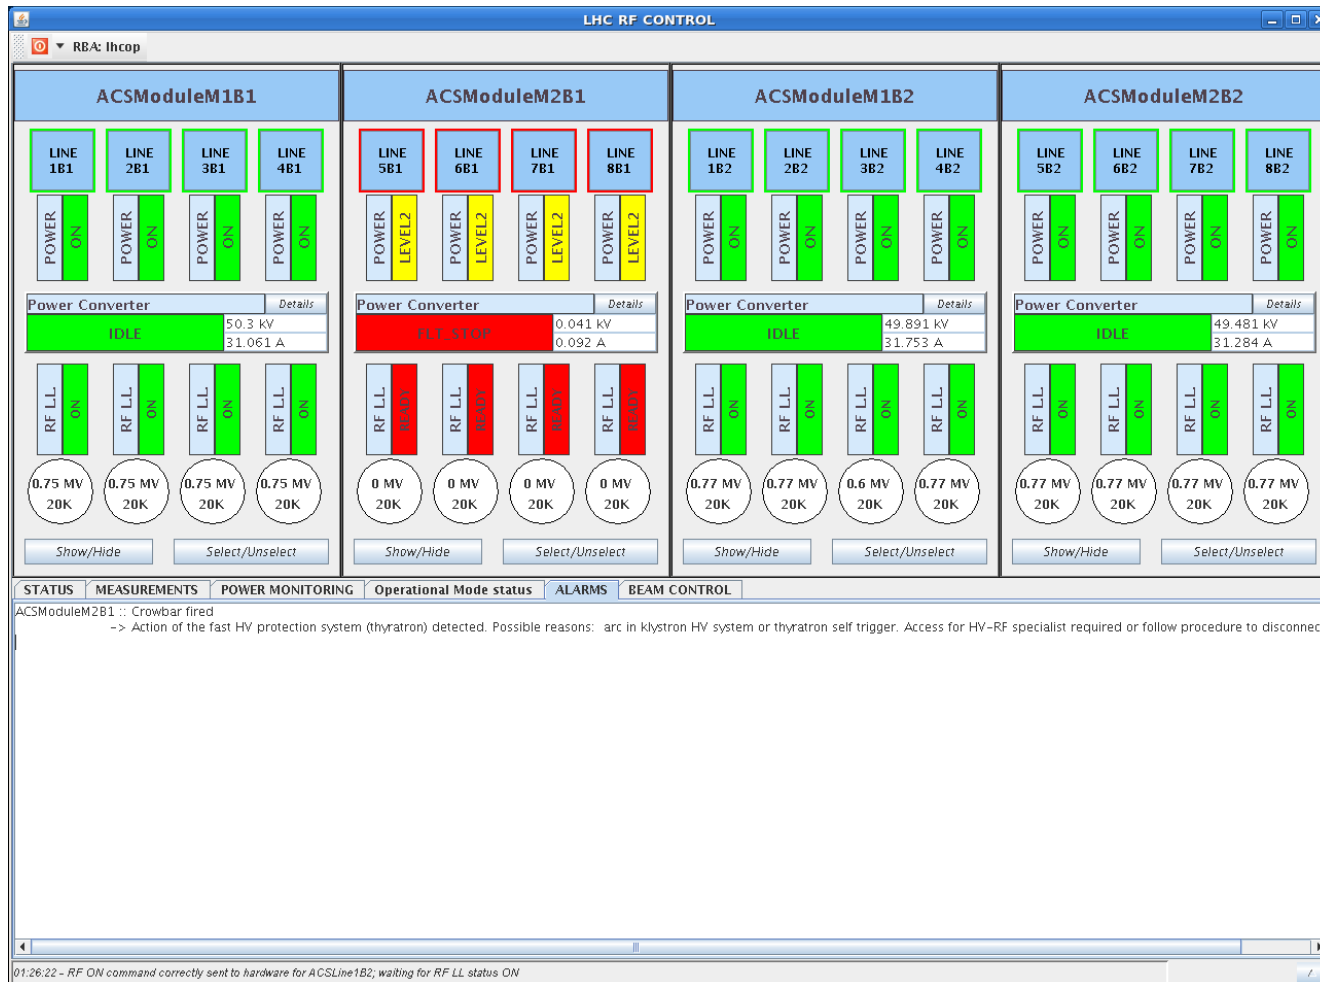 LHC RF CONTROL
RBA: lhcop
ACSModuleM1B1 ACSModuleM2B1 ACSModuleM1B2 ACSModuleM2B2
LINE LINE LINE LINE LINE LINE LINE LINE LINE LINE LINE LINE LINE LINE LINE LINE
1B1 2B1 3B1 4B1 5B1 6B1 7B1 8B1 1B2 2B2 3B2 4B2 5B2 6B2 7B2 8B2
POWER ON POWER ON POWER ON POWER ON POWER LEVEL2 POWER LEVEL2 POWER LEVEL2 POWER LEVEL2 POWER ON POWER ON POWER ON POWER ON POWER ON POWER ON POWER ON POWER ON
Power Converter Details Power Converter Details Power Converter Details Power Converter Details
IDLE 50.3 kV FLT. STOP 0.041 kV IDLE 49.891 kV IDLE 49.481 kV
31.061 A 0.092 A 31.753 A 31.284 A
RF LL ON RF LL ON RF LL ON RF LL ON RF LL READY RF LL READY RF LL READY RF LL READY RF LL ON RF LL ON RF LL ON RF LL ON RF LL ON RF LL ON RF LL ON RF LL ON
0.75 MV 0.75 MV 0.75 MV 0.75 MV 0 MV 0 MV 0 MV 0 MV 0.77 MV 0.77 MV 0.6 MV 0.77 MV 0.77 MV 0.77 MV 0.77 MV 0.77 MV
20K 20K 20K 20K 20K 20K 20K 20K 20K 20K 20K 20K 20K 20K 20K 20K
Show/Hide Select/Unselect Show/Hide Select/Unselect Show/Hide Select/Unselect Show/Hide Select/Unselect
STATUS MEASUREMENTS POWER MONITORING Operational Mode status ALARMS BEAM CONTROL
ACSModuleM2B1 :: Crowbar fired
-> Action of the fast HV protection system (thyratron) detected. Possible reasons: arc in klystron HV system or thyratron self trigger. Access for HV-RF specialist required or follow procedure to disconnec
01:26:22 - RF ON command correctly sent to hardware for ACSLine1B2; waiting for RF LL status ON
/